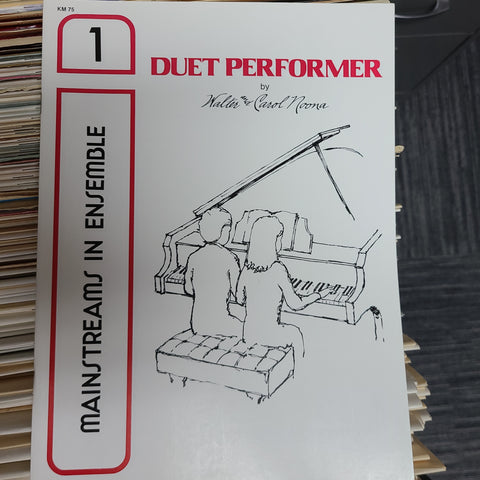 KM 75
1
DUET PERFORMER
by
Walter and Carol Noona
MAINSTREAMS IN ENSEMBLE